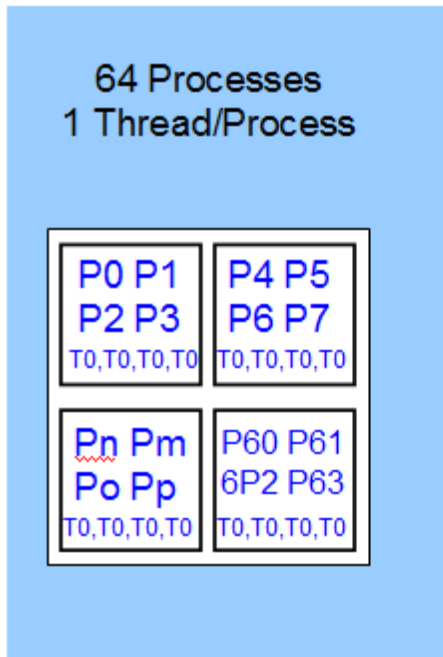 64 Processes
1 Thread/Process
P0 P1
P2 P3
T0,T0,T0,T0
P4 P5
P6 P7
T0,T0,T0,T0
Pn Pm
Po Pp
T0,T0,T0,T0
P60 P61
6P2 P63
T0,T0,T0,T0